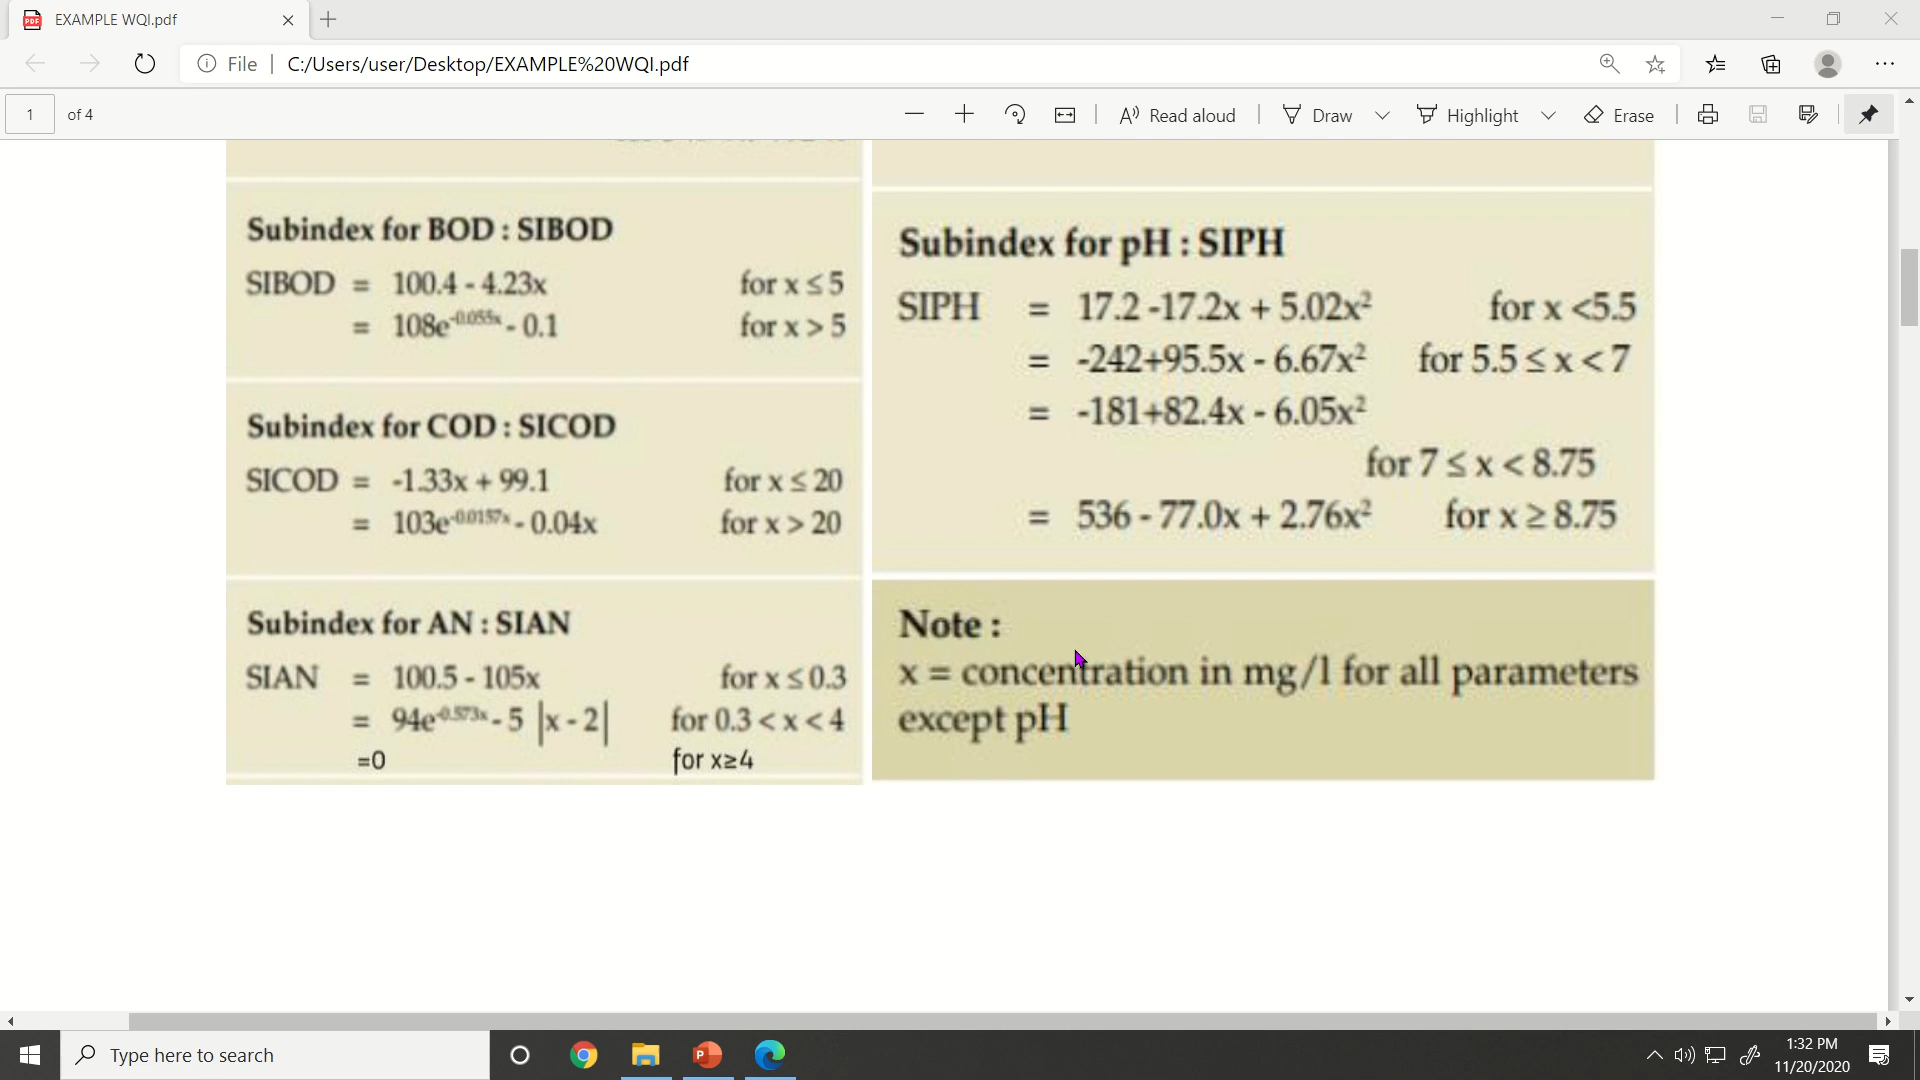 EXAMPLE WQI.pdf
File | C:/Users/user/Desktop/EXAMPLE%20WQI.pdf
1 of 4
Read aloud
Draw
Highlight
Erase
Subindex for BOD : SIBOD
SIBOD = 100.4 - 4.23x for x ≤ 5
= 108e^-0.055x - 0.1 for x > 5
Subindex for COD : SICOD
SICOD = -1.33x + 99.1 for x ≤ 20
= 103e^-0.0157x - 0.04x for x > 20
Subindex for AN : SIAN
SIAN = 100.5 - 105x for x ≤ 0.3
= 94e^-0.573x - 5 |x - 2| for 0.3 < x < 4
=0 for x≥4
Subindex for pH : SIPH
SIPH = 17.2 -17.2x + 5.02x² for x <5.5
= -242+95.5x - 6.67x² for 5.5 ≤ x < 7
= -181+82.4x - 6.05x²
for 7 ≤ x < 8.75
= 536 - 77.0x + 2.76x² for x ≥ 8.75
Note :
x = concentration in mg/l for all parameters
except pH
Type here to search
1:32 PM
11/20/2020